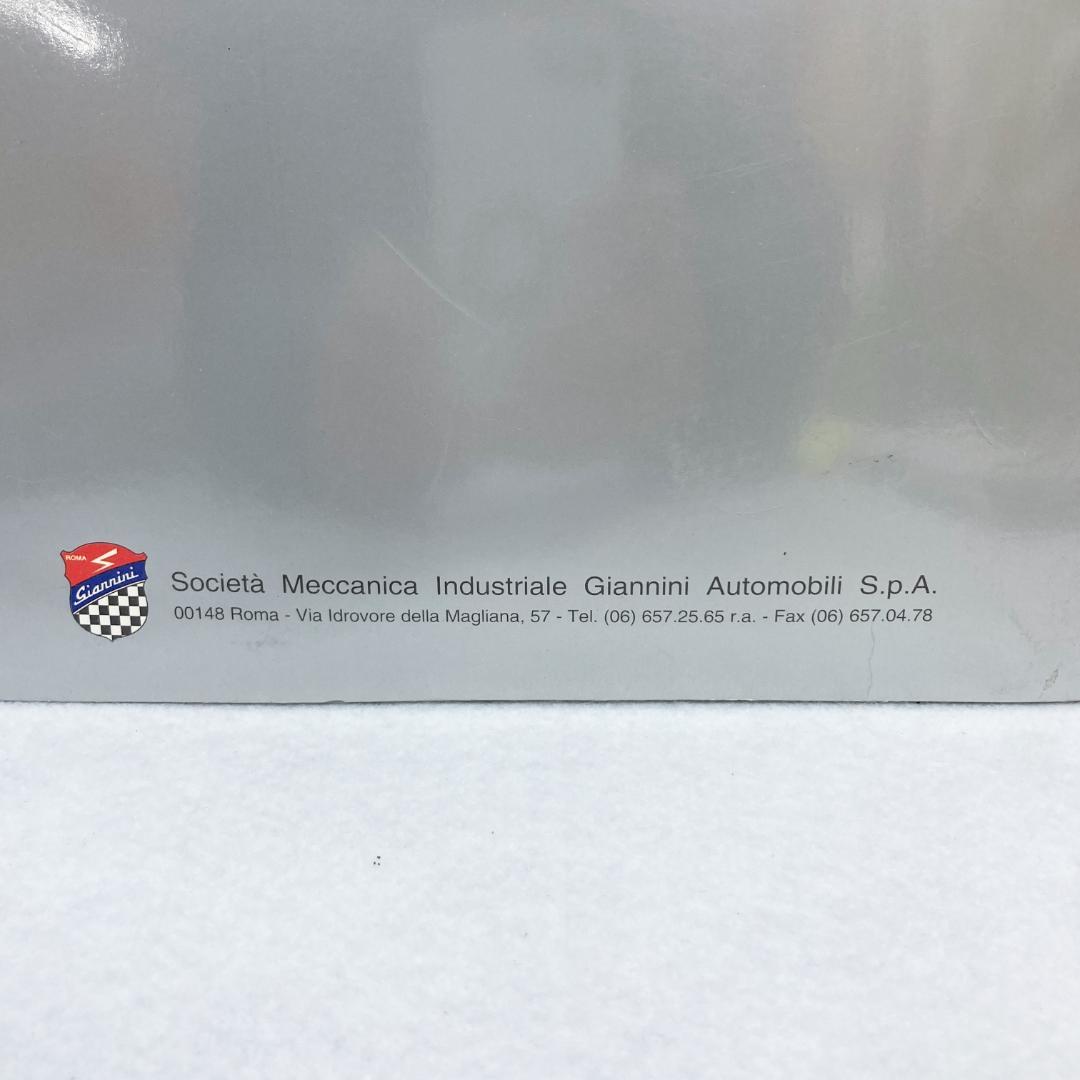 ROMA
Giannini
Società Meccanica Industriale Giannini Automobili S.p.A.
00148 Roma - Via Idrovore della Magliana, 57 - Tel. (06) 657.25.65 r.a. - Fax (06) 657.04.78